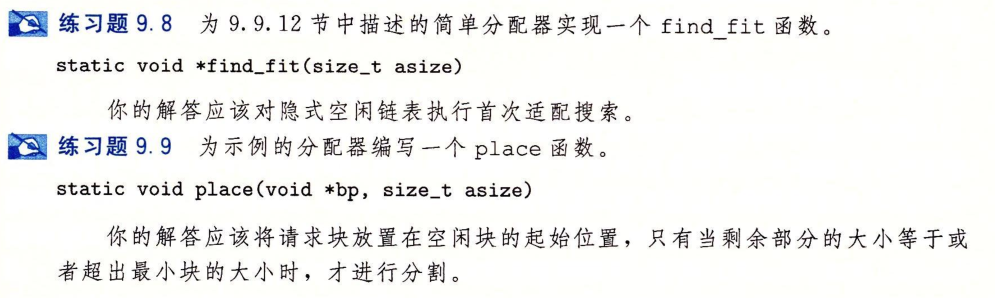 练习题 9.8 为 9.9.12 节中描述的简单分配器实现一个 find_fit 函数。
static void *find_fit(size_t asize)
你的解答应该对隐式空闲链表执行首次适配搜索。
练习题 9.9 为示例的分配器编写一个 place 函数。
static void place(void *bp, size_t asize)
你的解答应该将请求块放置在空闲块的起始位置，只有当剩余部分的大小等于或
者超出最小块的大小时，才进行分割。